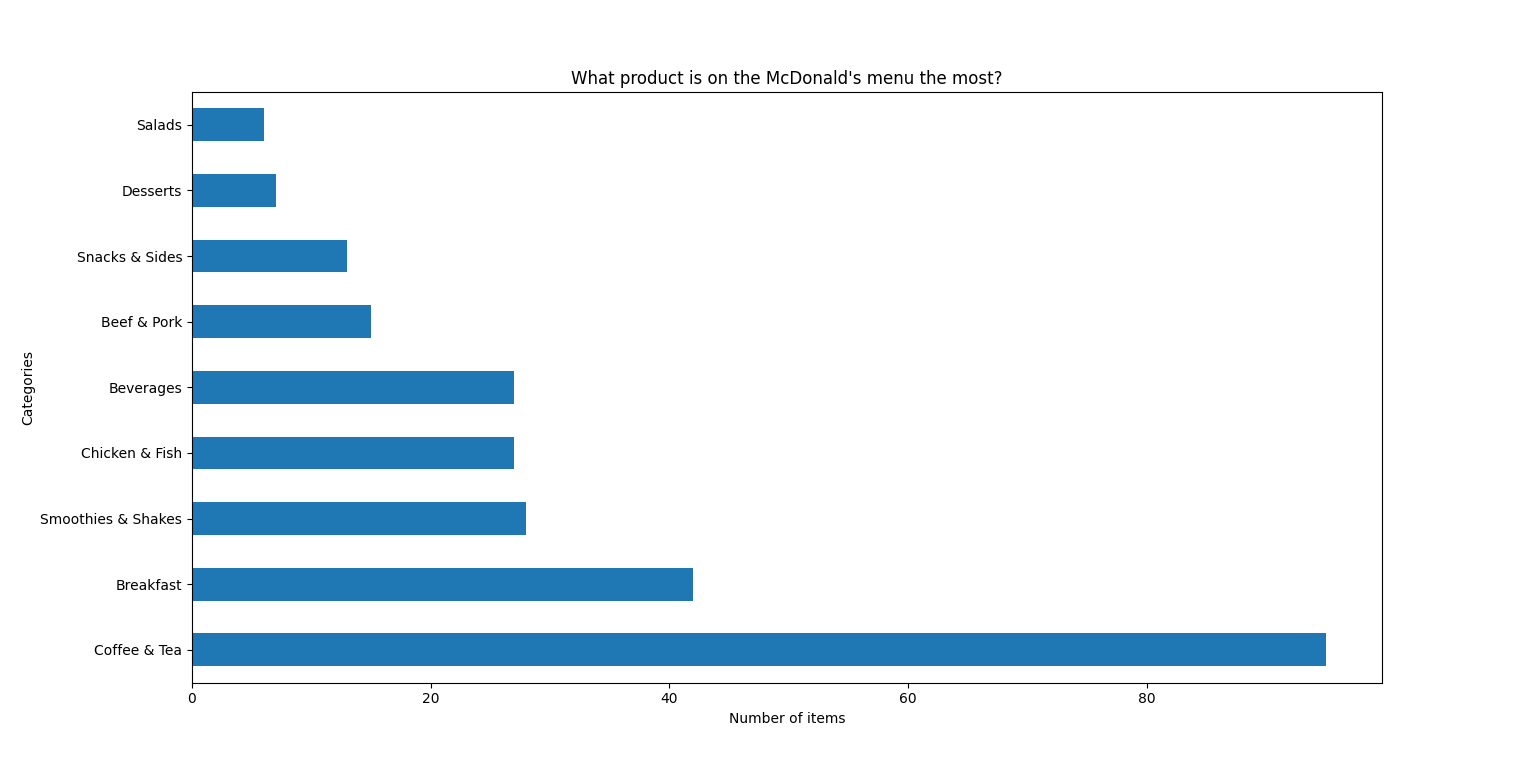 What product is on the McDonald's menu the most?
Categories
Salads
Desserts
Snacks & Sides
Beef & Pork
Beverages
Chicken & Fish
Smoothies & Shakes
Breakfast
Coffee & Tea
0 20 40 60 80
Number of items